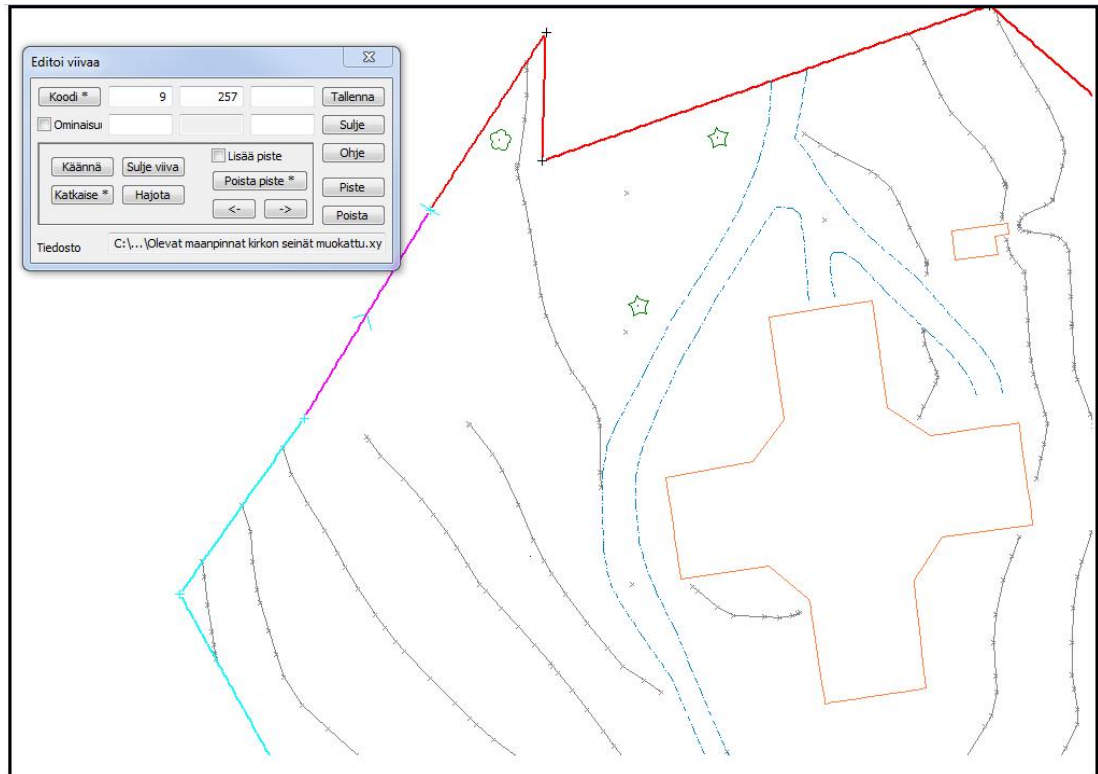 Editoi viivaa
Koodi * 9 257 Tallenna
Ominaisu Sulje
Lisää piste Ohje
Käännä Sulje viiva
Poista piste * Piste
Katkaise * Hajota
<- -> Poista
Tiedosto C:\...\Olevat maanpinnat kirkon seinät muokattu.xy